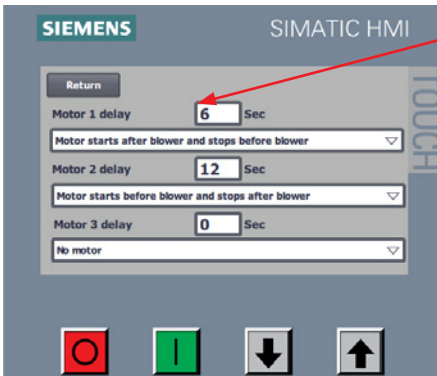 SIEMENS SIMATIC HMI
TOUCH
Return
Motor 1 delay 6 Sec
Motor starts after blower and stops before blower
Motor 2 delay 12 Sec
Motor starts before blower and stops after blower
Motor 3 delay 0 Sec
No motor